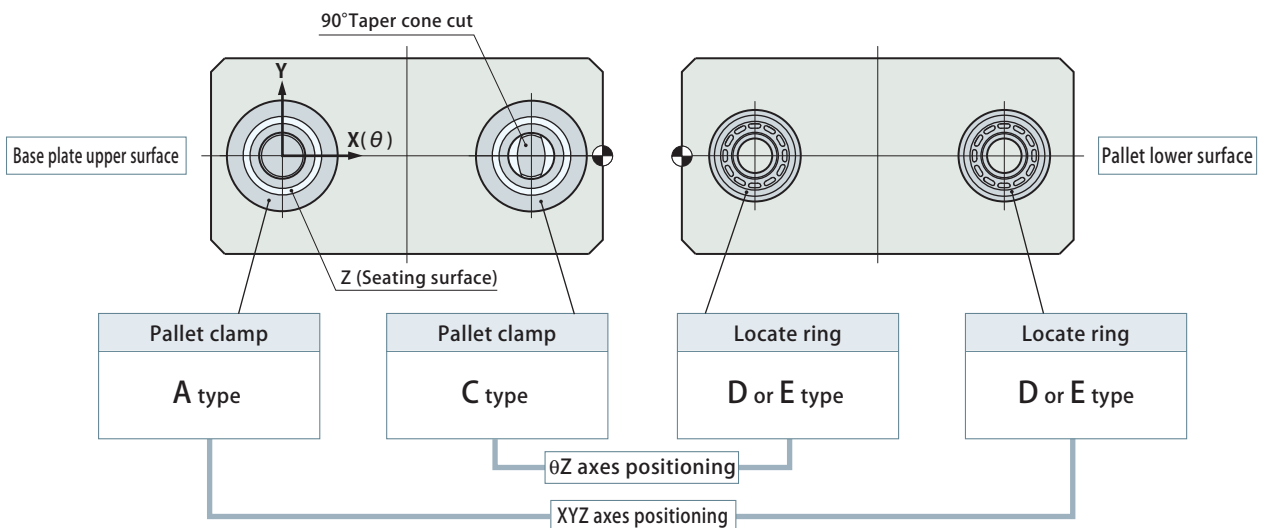 90°Taper cone cut
Y
X(θ)
Base plate upper surface
Pallet lower surface
Z (Seating surface)
Pallet clamp
Pallet clamp
Locate ring
Locate ring
A type
C type
D or E type
D or E type
θZ axes positioning
XYZ axes positioning